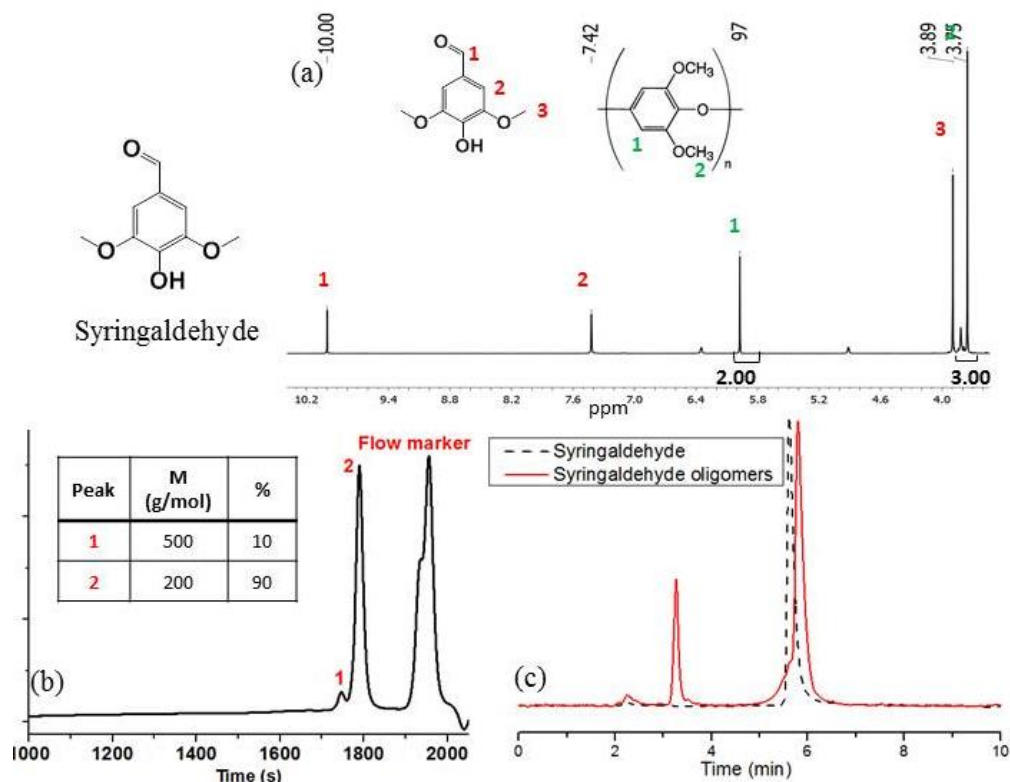 Syringaldehyde
O
O
O
OH
(a)
-10.00
-7.42
97
3.89
3.75
O
1
2
3
O
O
OH
OCH3
O
OCH3
1
2
n
1
2
1
3
2.00
3.00
10.2
9.4
8.8
8.2
7.6
7.0
6.4
5.8
5.2
4.6
4.0
ppm
(b)
Peak M (g/mol) %
1 500 10
2 200 90
1
2
Flow marker
1000 1200 1400 1600 1800 2000
Time (s)
(c)
Syringaldehyde
Syringaldehyde oligomers
0 2 4 6 8 10
Time (min)